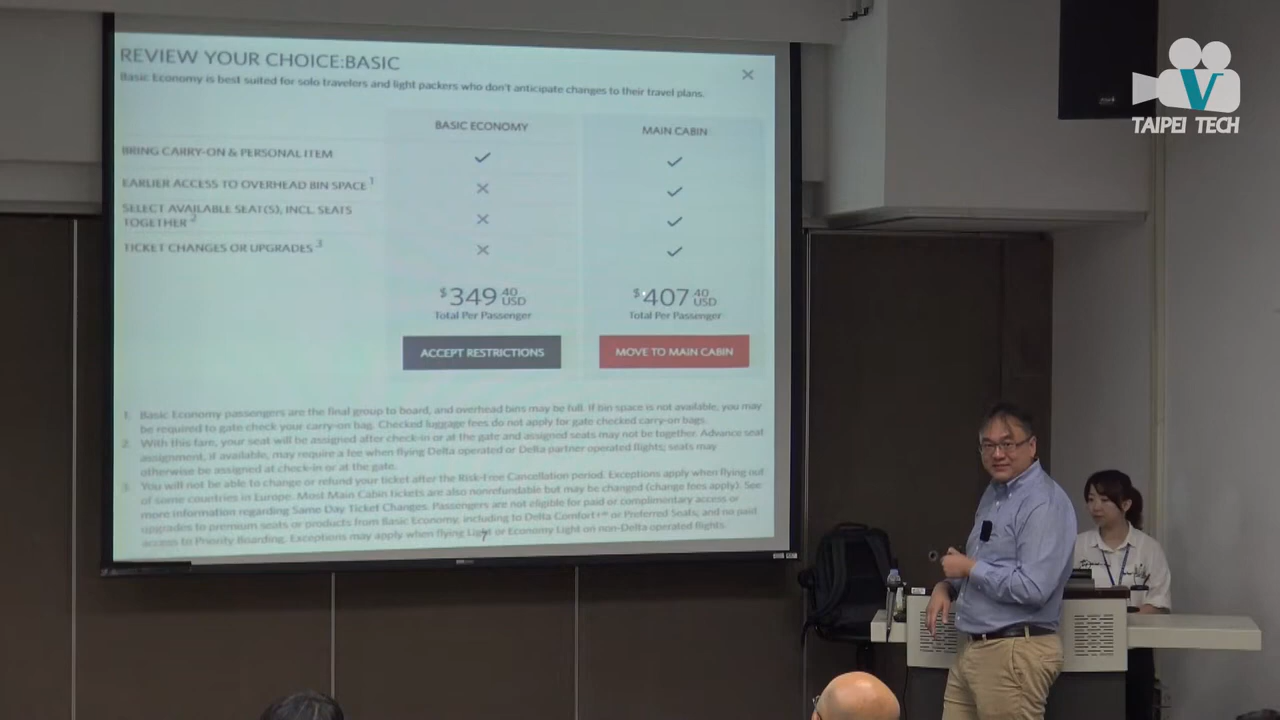 REVIEW YOUR CHOICE:BASIC
Basic Economy is best suited for solo travelers and light packers who don't anticipate changes to their travel plans.
BASIC ECONOMY
MAIN CABIN
BRING CARRY-ON & PERSONAL ITEM
EARLIER ACCESS TO OVERHEAD BIN SPACE 1
SELECT AVAILABLE SEAT(S), INCL. SEATS
TOGETHER 2
TICKET CHANGES OR UPGRADES 3
$349.40 USD
Total Per Passenger
$407.40 USD
Total Per Passenger
ACCEPT RESTRICTIONS
MOVE TO MAIN CABIN
1. Basic Economy passengers are the final group to board, and overhead bins may be full. If bin space is not available, you may
be required to gate check your carry-on bag. Checked luggage fees do not apply for gate checked carry-on bags.
2. With this fare, your seat will be assigned after check-in or at the gate and assigned seats may not be together. Advance seat
assignment, if available, may require a fee when flying Delta operated or Delta partner operated flights; seats may
otherwise be assigned at check-in or at the gate.
3. You will not be able to change or refund your ticket after the Risk-Free Cancellation period. Exceptions apply when flying out
of some countries in Europe. Most Main Cabin tickets are also nonrefundable but may be changed (change fees apply). See
more information regarding Same Day Ticket Changes. Passengers are not eligible for paid or complimentary access or
upgrades to premium seats or products from Basic Economy, including to Delta Comfort+® or Preferred Seats, and no paid
access to Priority Boarding. Exceptions may apply when flying Light or Economy Light on non-Delta operated flights.
7
V
TAIPEI TECH